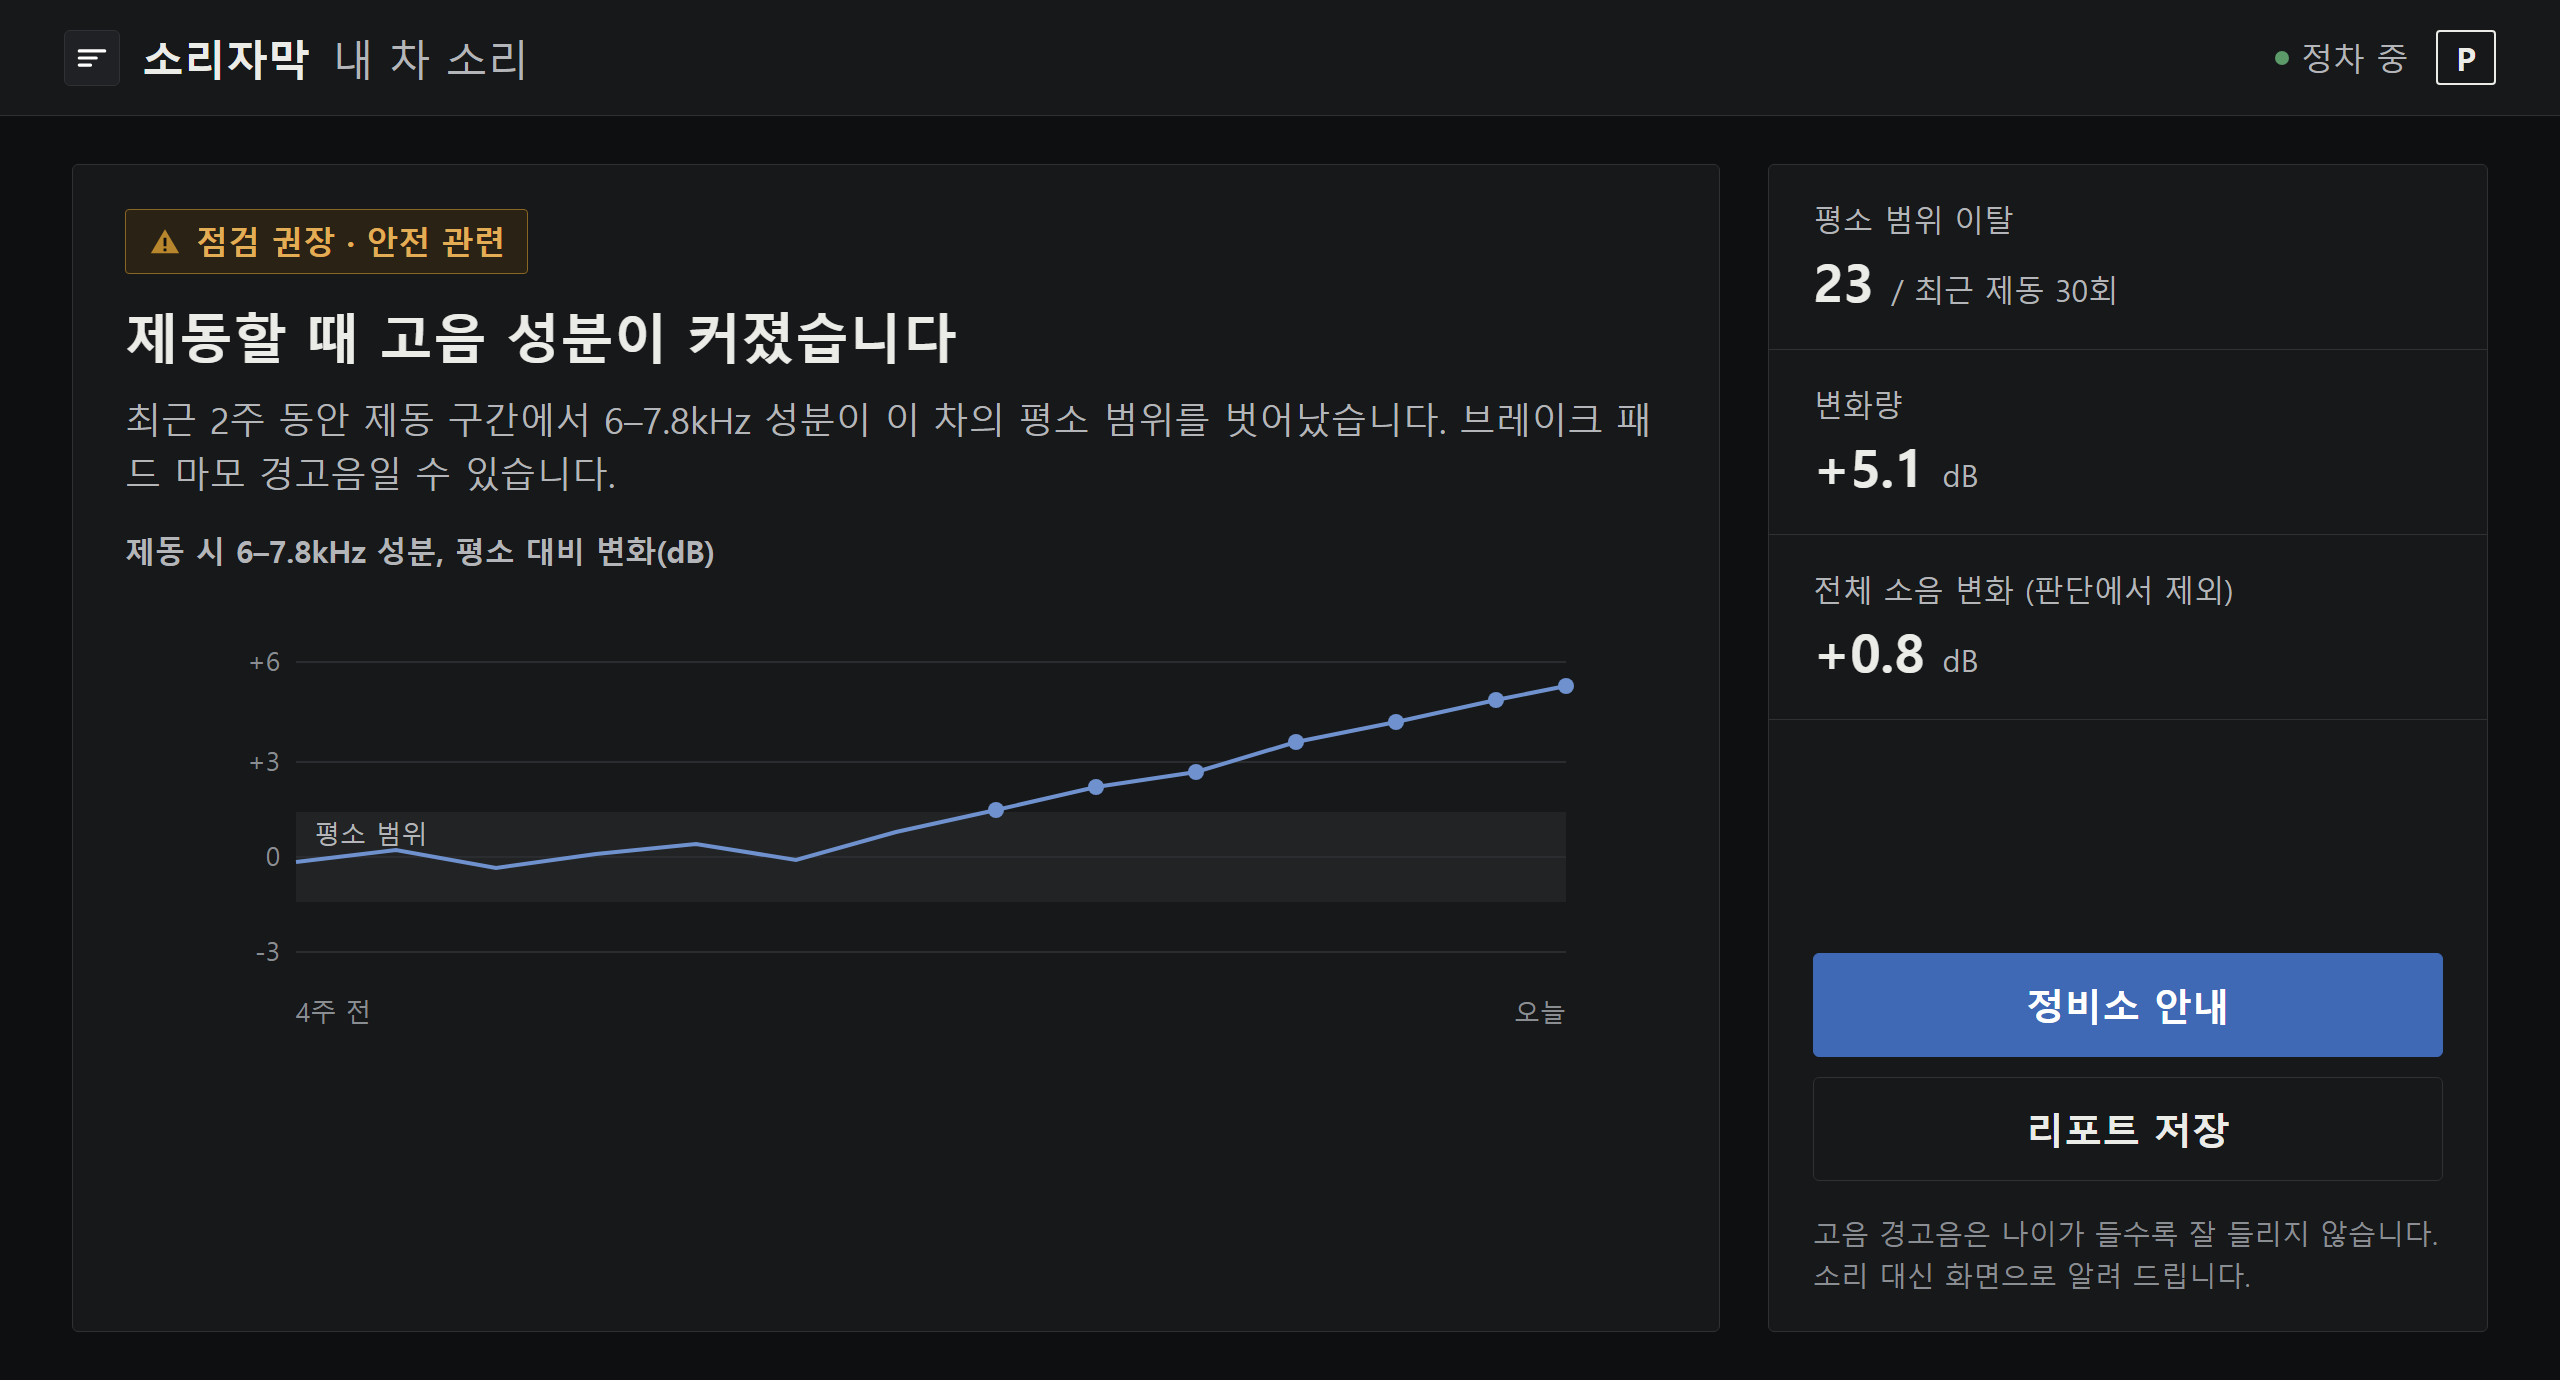 소리자막 내 차 소리
정차 중 P
점검 권장 · 안전 관련
제동할 때 고음 성분이 커졌습니다
최근 2주 동안 제동 구간에서 6–7.8kHz 성분이 이 차의 평소 범위를 벗어났습니다. 브레이크 패
드 마모 경고음일 수 있습니다.
제동 시 6–7.8kHz 성분, 평소 대비 변화(dB)
+6
+3
평소 범위
0
-3
4주 전 오늘
평소 범위 이탈
23 / 최근 제동 30회
변화량
+5.1 dB
전체 소음 변화 (판단에서 제외)
+0.8 dB
정비소 안내
리포트 저장
고음 경고음은 나이가 들수록 잘 들리지 않습니다.
소리 대신 화면으로 알려 드립니다.